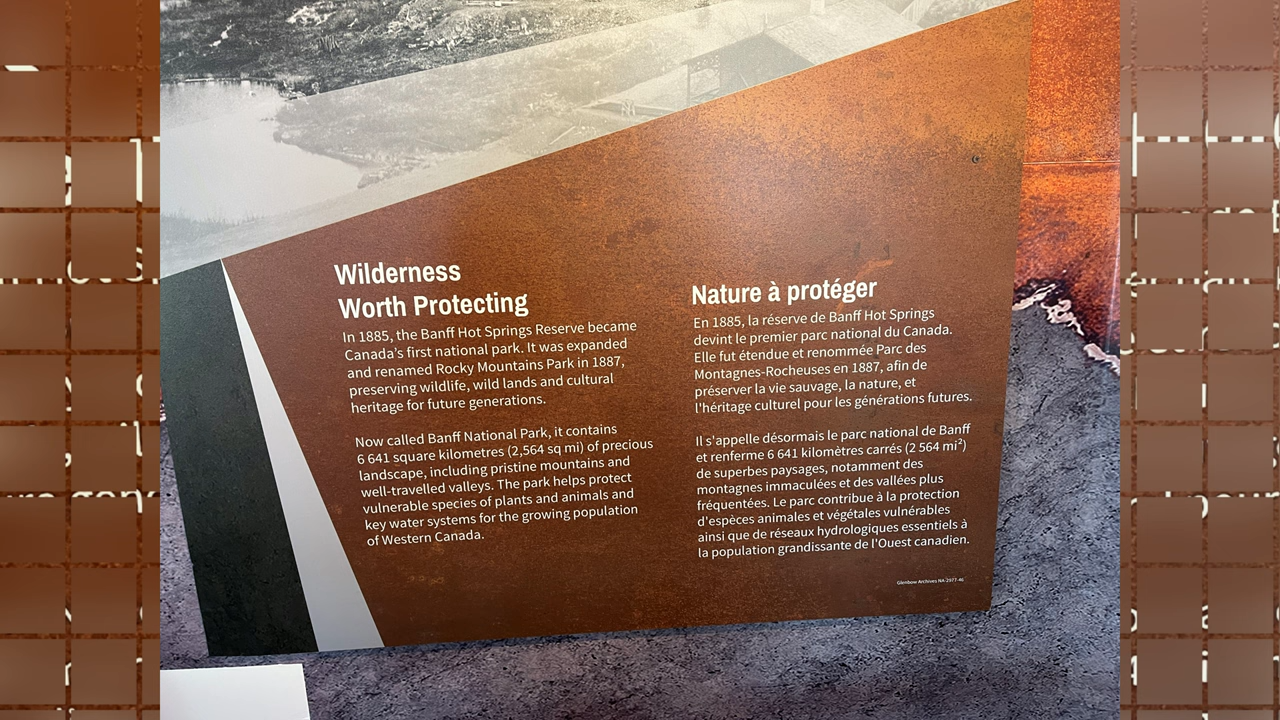 Wilderness
Worth Protecting
In 1885, the Banff Hot Springs Reserve became
Canada's first national park. It was expanded
and renamed Rocky Mountains Park in 1887,
preserving wildlife, wild lands and cultural
heritage for future generations.
Now called Banff National Park, it contains
6 641 square kilometres (2,564 sq mi) of precious
landscape, including pristine mountains and
well-travelled valleys. The park helps protect
vulnerable species of plants and animals and
key water systems for the growing population
of Western Canada.
Nature à protéger
En 1885, la réserve de Banff Hot Springs
devint le premier parc national du Canada.
Elle fut étendue et renommée Parc des
Montagnes-Rocheuses en 1887, afin de
préserver la vie sauvage, la nature, et
l'héritage culturel pour les générations futures.
Il s'appelle désormais le parc national de Banff
et renferme 6 641 kilomètres carrés (2 564 mi²)
de superbes paysages, notamment des
montagnes immaculées et des vallées plus
fréquentées. Le parc contribue à la protection
d'espèces animales et végétales vulnérables
ainsi que de réseaux hydrologiques essentiels à
la population grandissante de l'Ouest canadien.
Glenbow Archives NA-2977-46